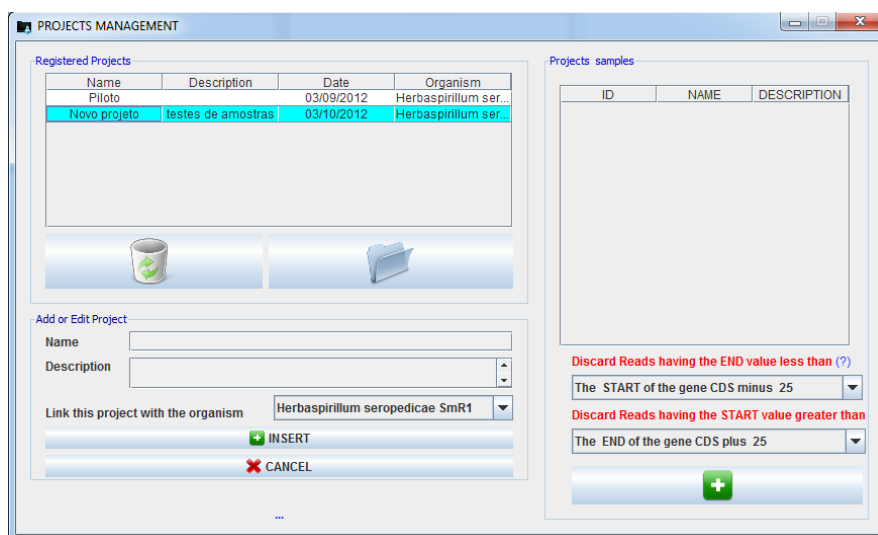 PROJECTS MANAGEMENT
Registered Projects
Name Description Date Organism
Piloto 03/09/2012 Herbaspirillum ser...
Novo projeto testes de amostras 03/10/2012 Herbaspirillum ser...
Add or Edit Project
Name
Description
Link this project with the organism Herbaspirillum seropedicae SmR1
INSERT
CANCEL
...
Projects samples
ID NAME DESCRIPTION
Discard Reads having the END value less than (?)
The START of the gene CDS minus 25
Discard Reads having the START value greater than
The END of the gene CDS plus 25